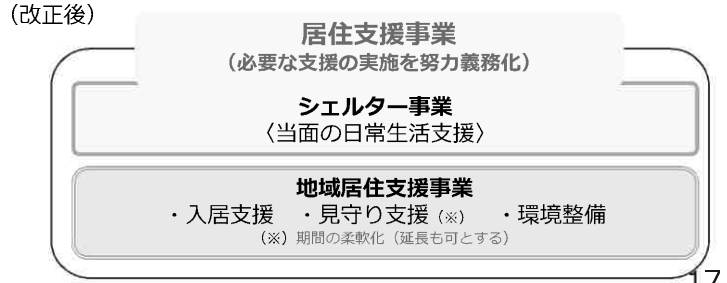 （改正後）
居住支援事業
（必要な支援の実施を努力義務化）
シェルター事業
〈当面の日常生活支援〉
地域居住支援事業
・入居支援　・見守り支援（※）　・環境整備
（※）期間の柔軟化（延長も可とする）
17